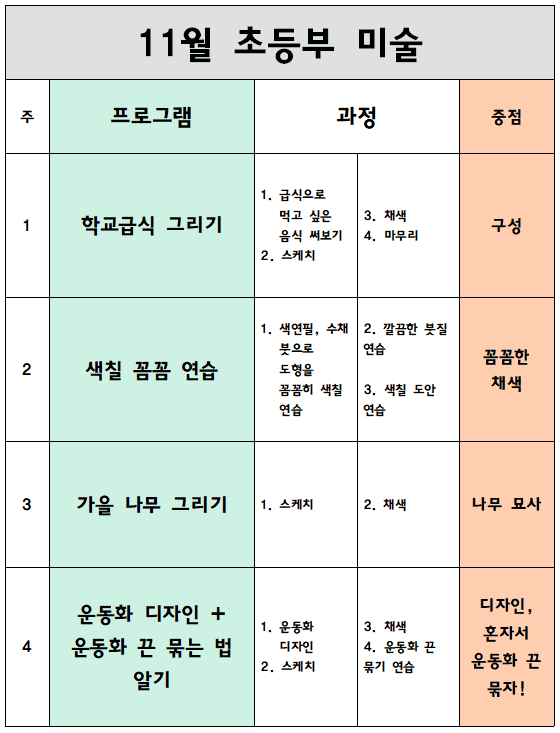 11월 초등부 미술
주
프로그램
과정
중점
1
학교급식 그리기
1. 급식으로
먹고 싶은
음식 써보기
2. 스케치
3. 채색
4. 마무리
구성
2
색칠 꼼꼼 연습
1. 색연필, 수채
붓으로
도형을
꼼꼼히 색칠
연습
2. 깔끔한 붓질
연습
3. 색칠 도안
연습
꼼꼼한
채색
3
가을 나무 그리기
1. 스케치
2. 채색
나무 묘사
4
운동화 디자인 +
운동화 끈 묶는 법
알기
1. 운동화
디자인
2. 스케치
3. 채색
4. 운동화 끈
묶기 연습
디자인,
혼자서
운동화 끈
묶자!